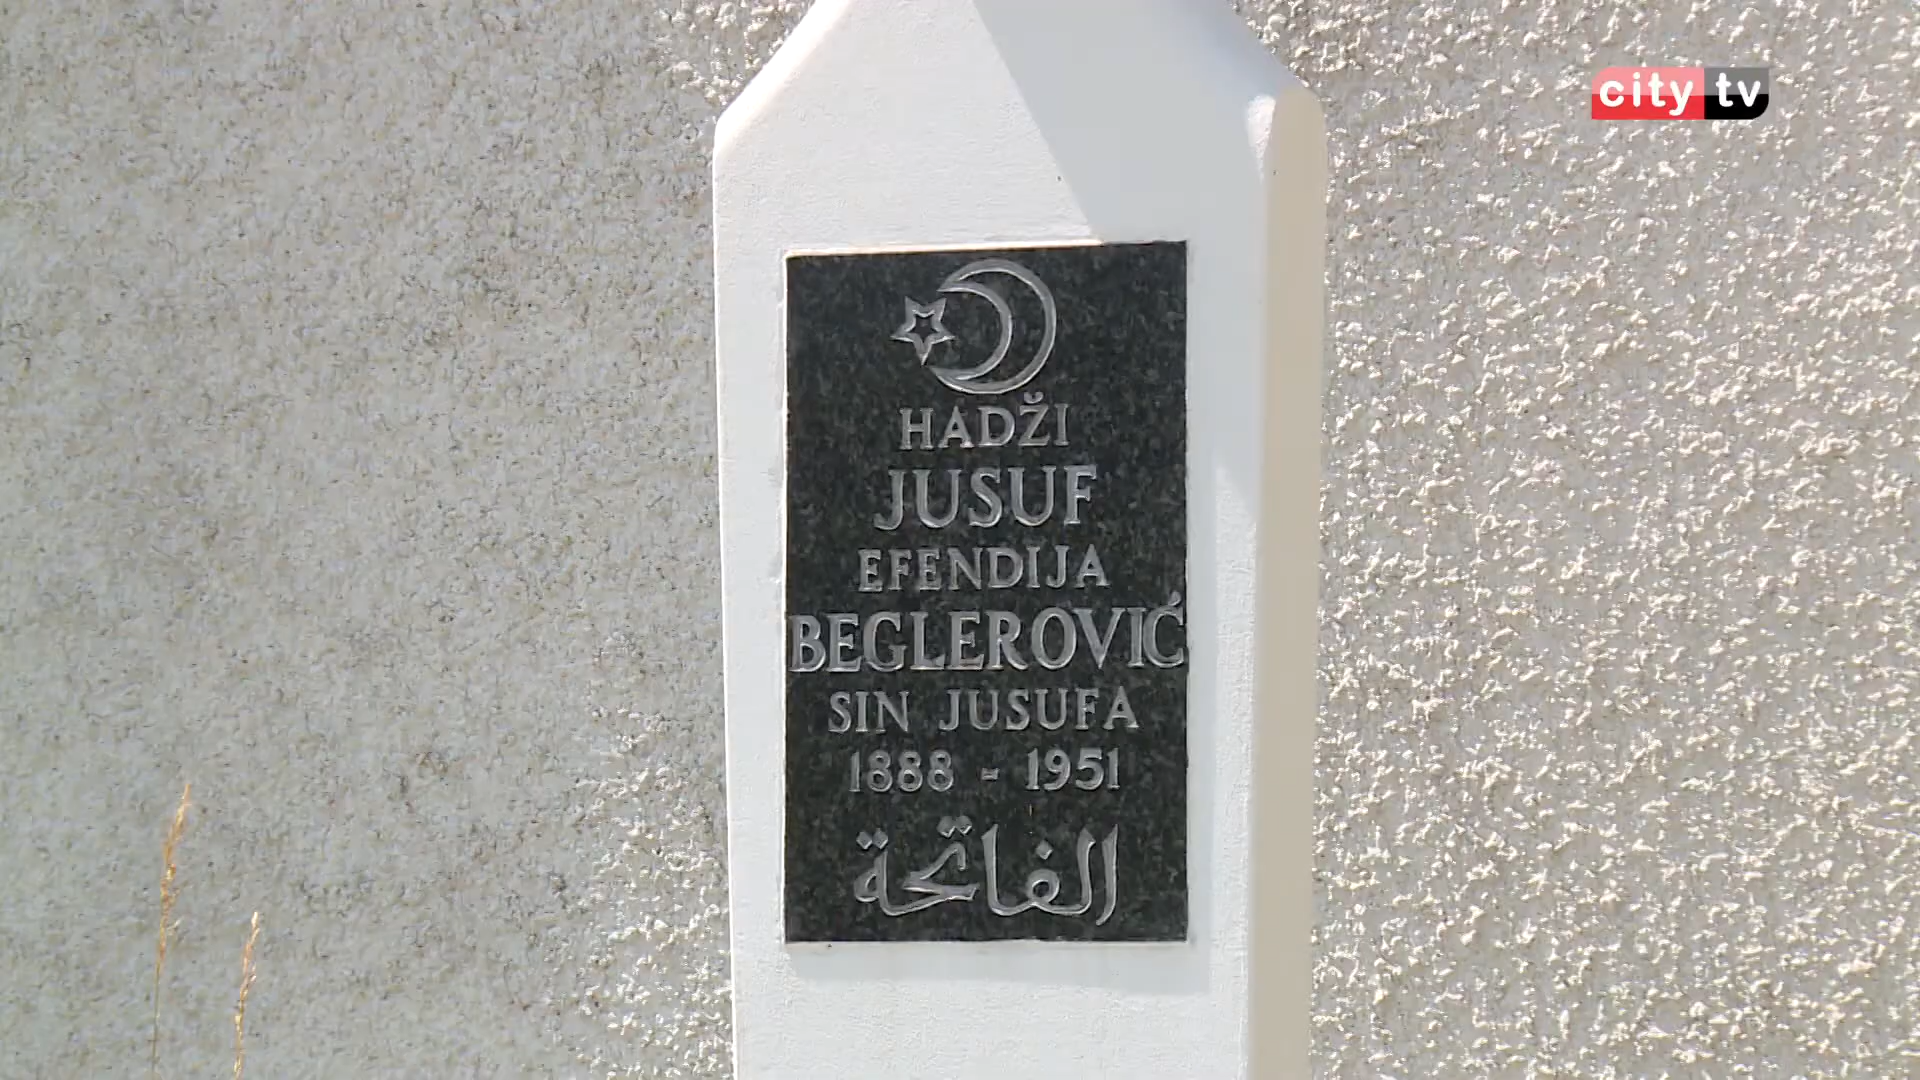 city tv
HADŽI
JUSUF
EFENDIJA
BEGLEROVIĆ
SIN JUSUFA
1888 - 1951
الفاتحة